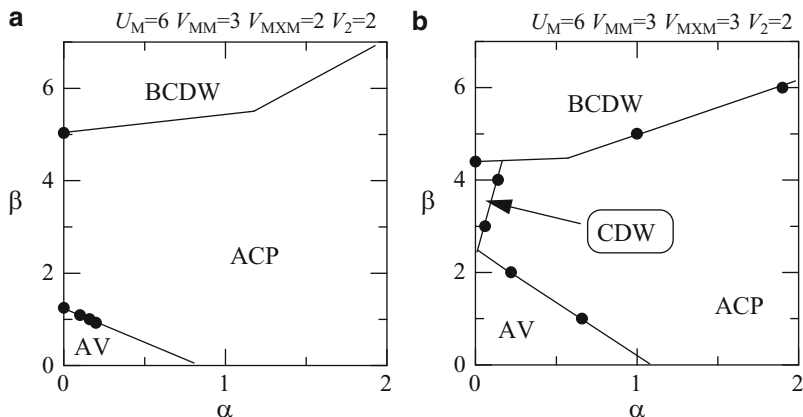 a
U_M=6 V_MM=3 V_MXM=2 V_2=2
BCDW
ACP
AV
β
6
4
2
0
0
1
2
α
b
U_M=6 V_MM=3 V_MXM=3 V_2=2
BCDW
CDW
ACP
AV
β
6
4
2
0
0
1
2
α